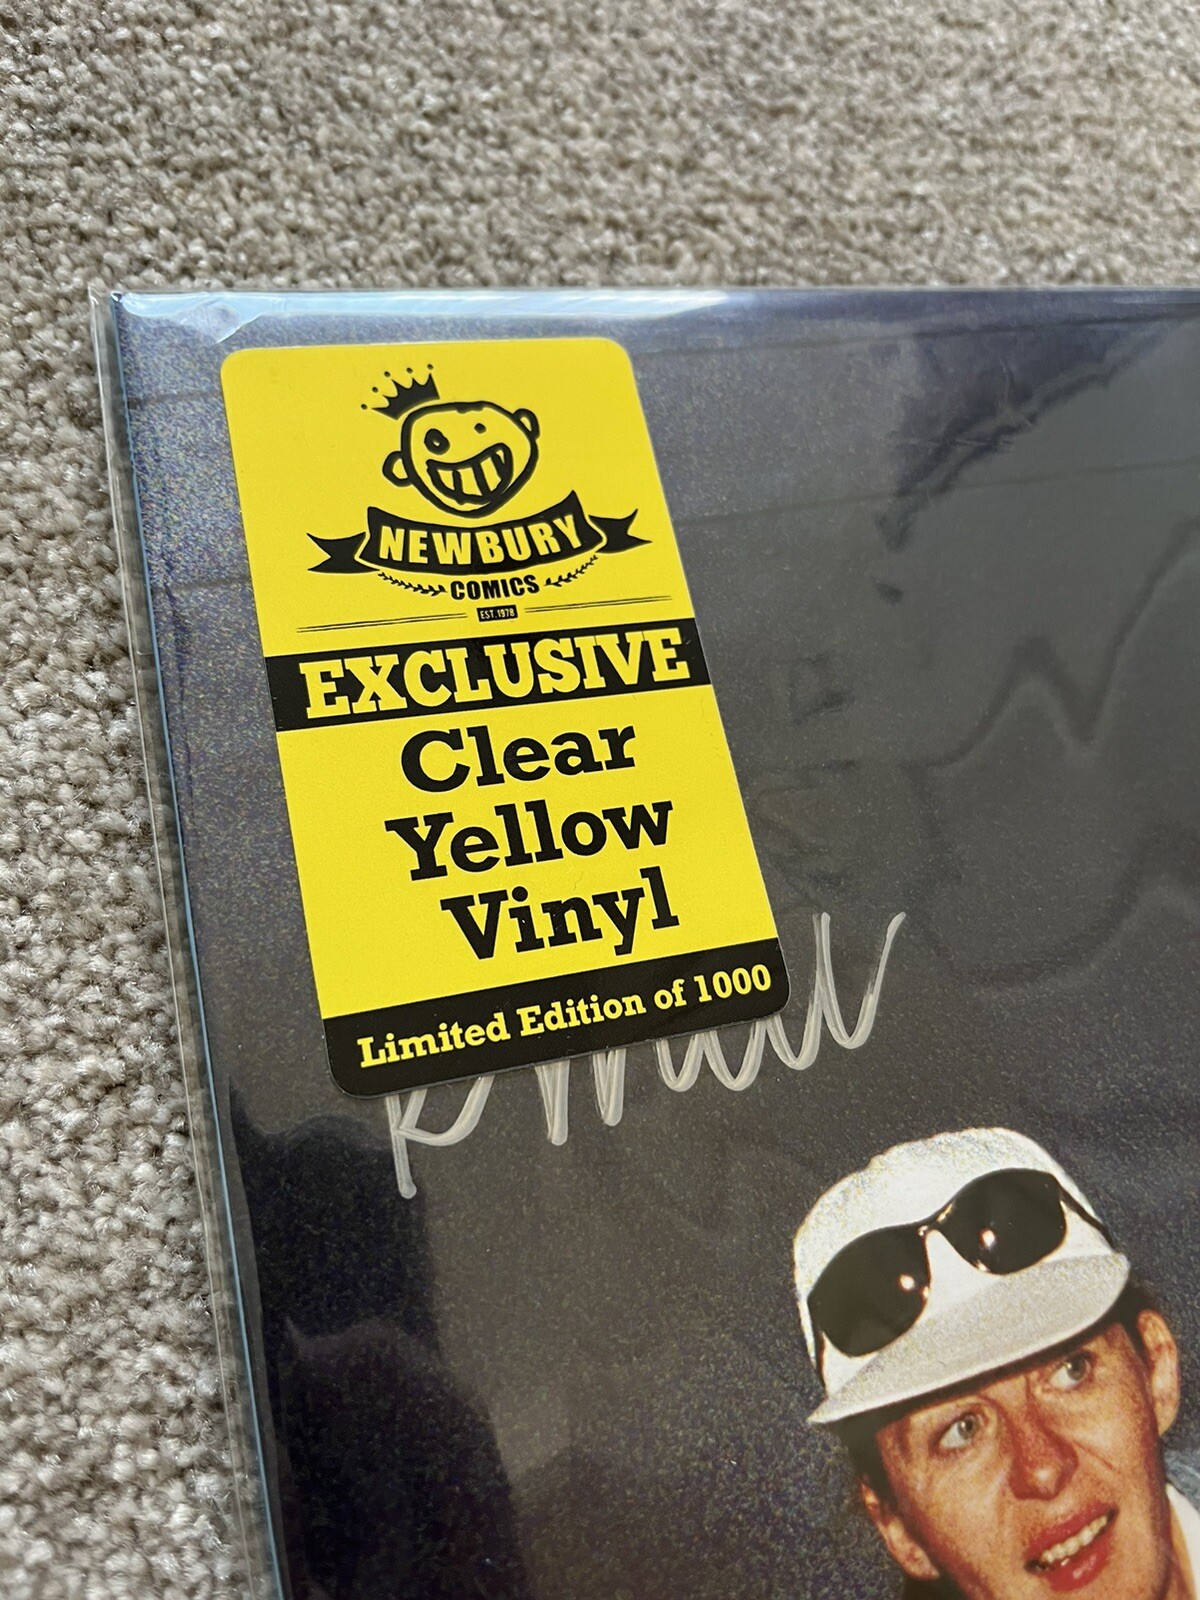 NEWBURY
COMICS
EST. 1978
EXCLUSIVE
Clear
Yellow
Vinyl
Limited Edition of 1000